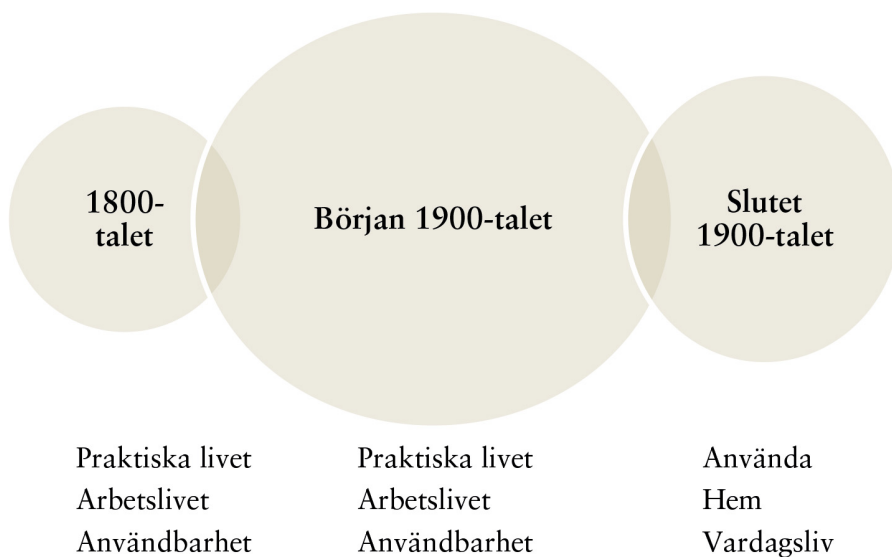 1800-
talet
Början 1900-talet
Slutet
1900-talet
Praktiska livet
Arbetslivet
Användbarhet
Praktiska livet
Arbetslivet
Användbarhet
Använda
Hem
Vardagsliv